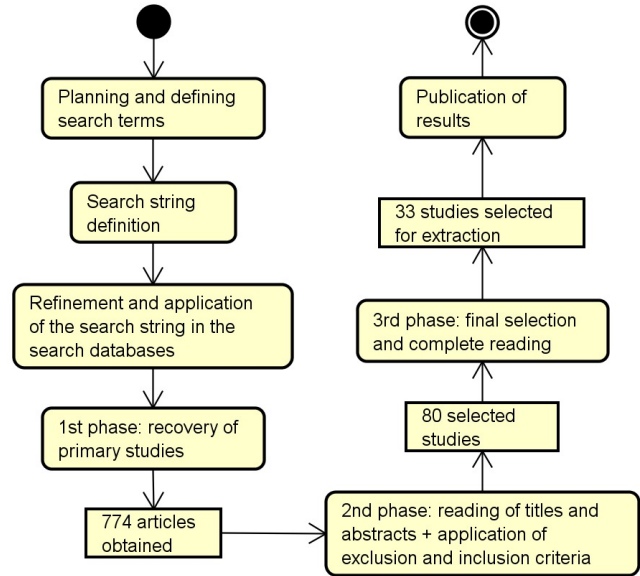 Planning and defining
search terms
Search string
definition
Refinement and application
of the search string in the
search databases
1st phase: recovery of
primary studies
774 articles
obtained
2nd phase: reading of titles and
abstracts + application of
exclusion and inclusion criteria
80 selected
studies
3rd phase: final selection
and complete reading
33 studies selected
for extraction
Publication of
results